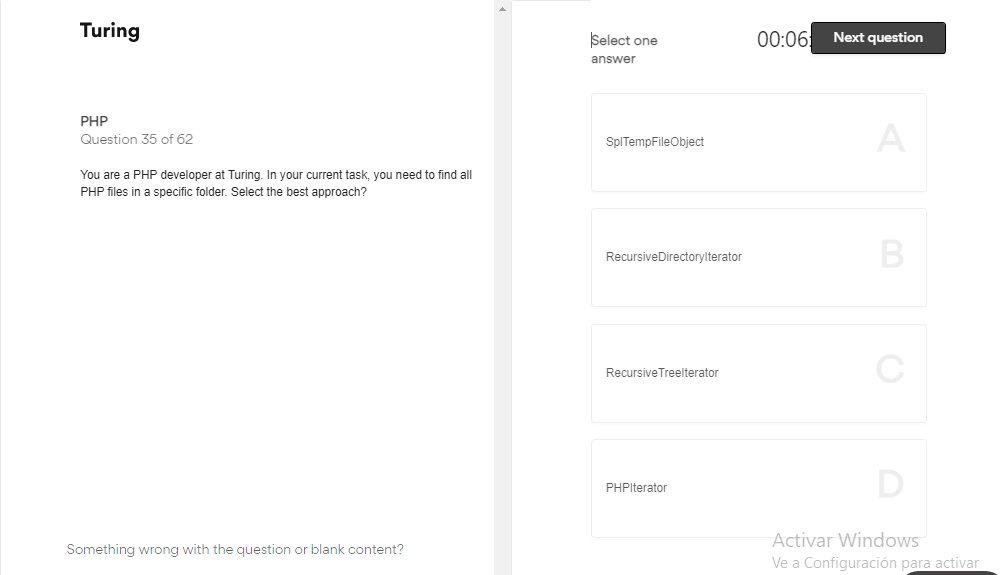 Turing
PHP
Question 35 of 62
You are a PHP developer at Turing. In your current task, you need to find all
PHP files in a specific folder. Select the best approach?
Something wrong with the question or blank content?
Select one
answer
00:06:
Next question
SplTempFileObject
A
RecursiveDirectoryIterator
B
RecursiveTreeIterator
C
PHPIterator
D
Activar Windows
Ve a Configuración para activar